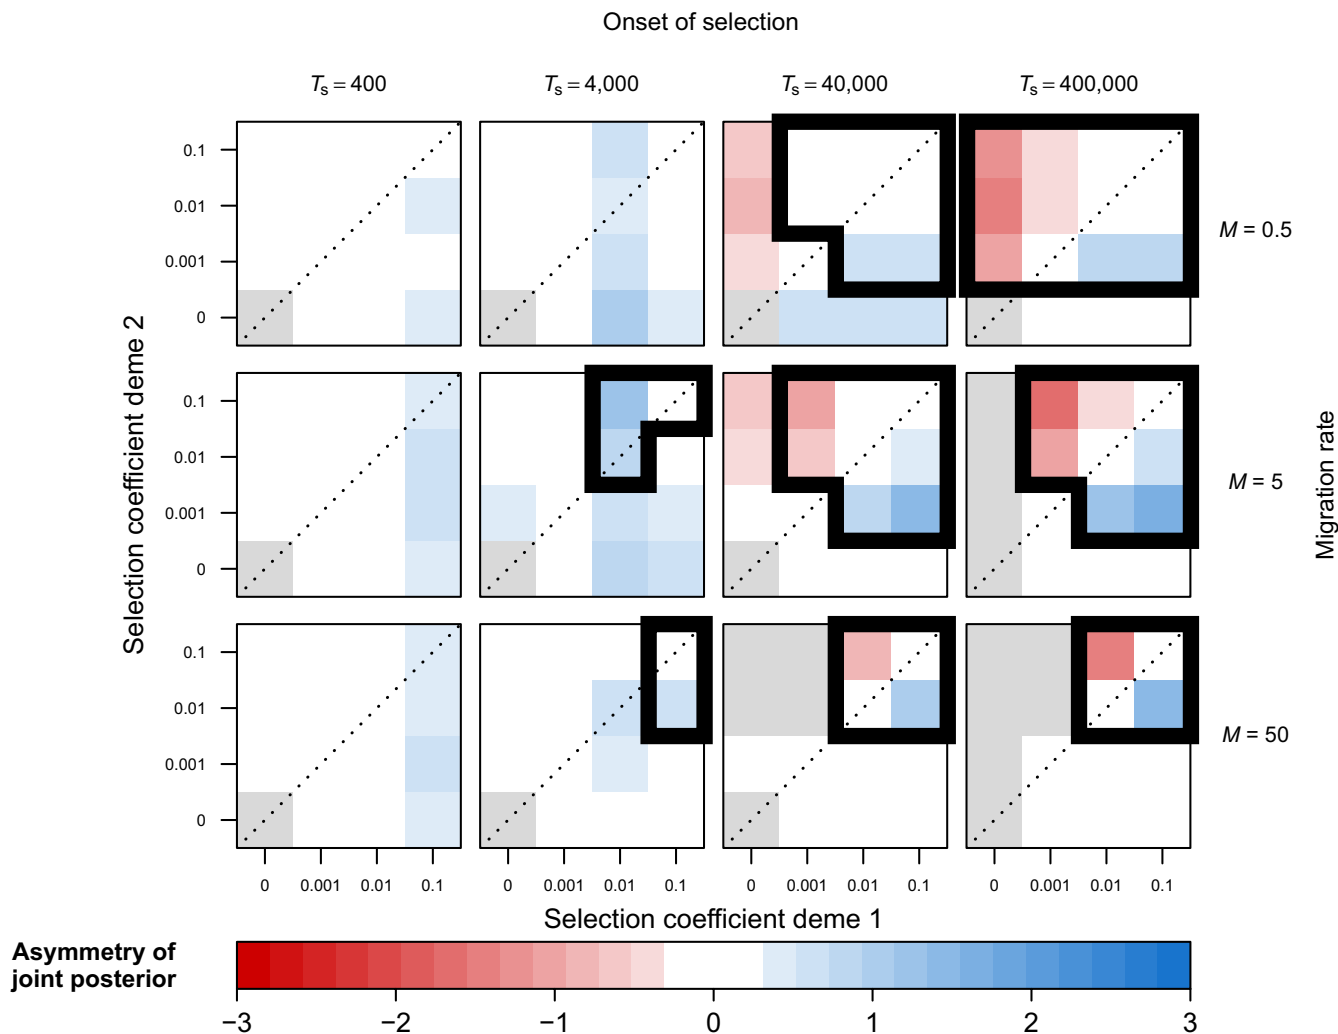 Onset of selection
Ts = 400
Ts = 4,000
Ts = 40,000
Ts = 400,000
0.1
0.01
0.001
0
M = 0.5
0.1
0.01
0.001
0
M = 5
0.1
0.01
0.001
0
M = 50
Selection coefficient deme 2
Migration rate
0 0.001 0.01 0.1
0 0.001 0.01 0.1
0 0.001 0.01 0.1
0 0.001 0.01 0.1
Selection coefficient deme 1
Asymmetry of
joint posterior
−3 −2 −1 0 1 2 3